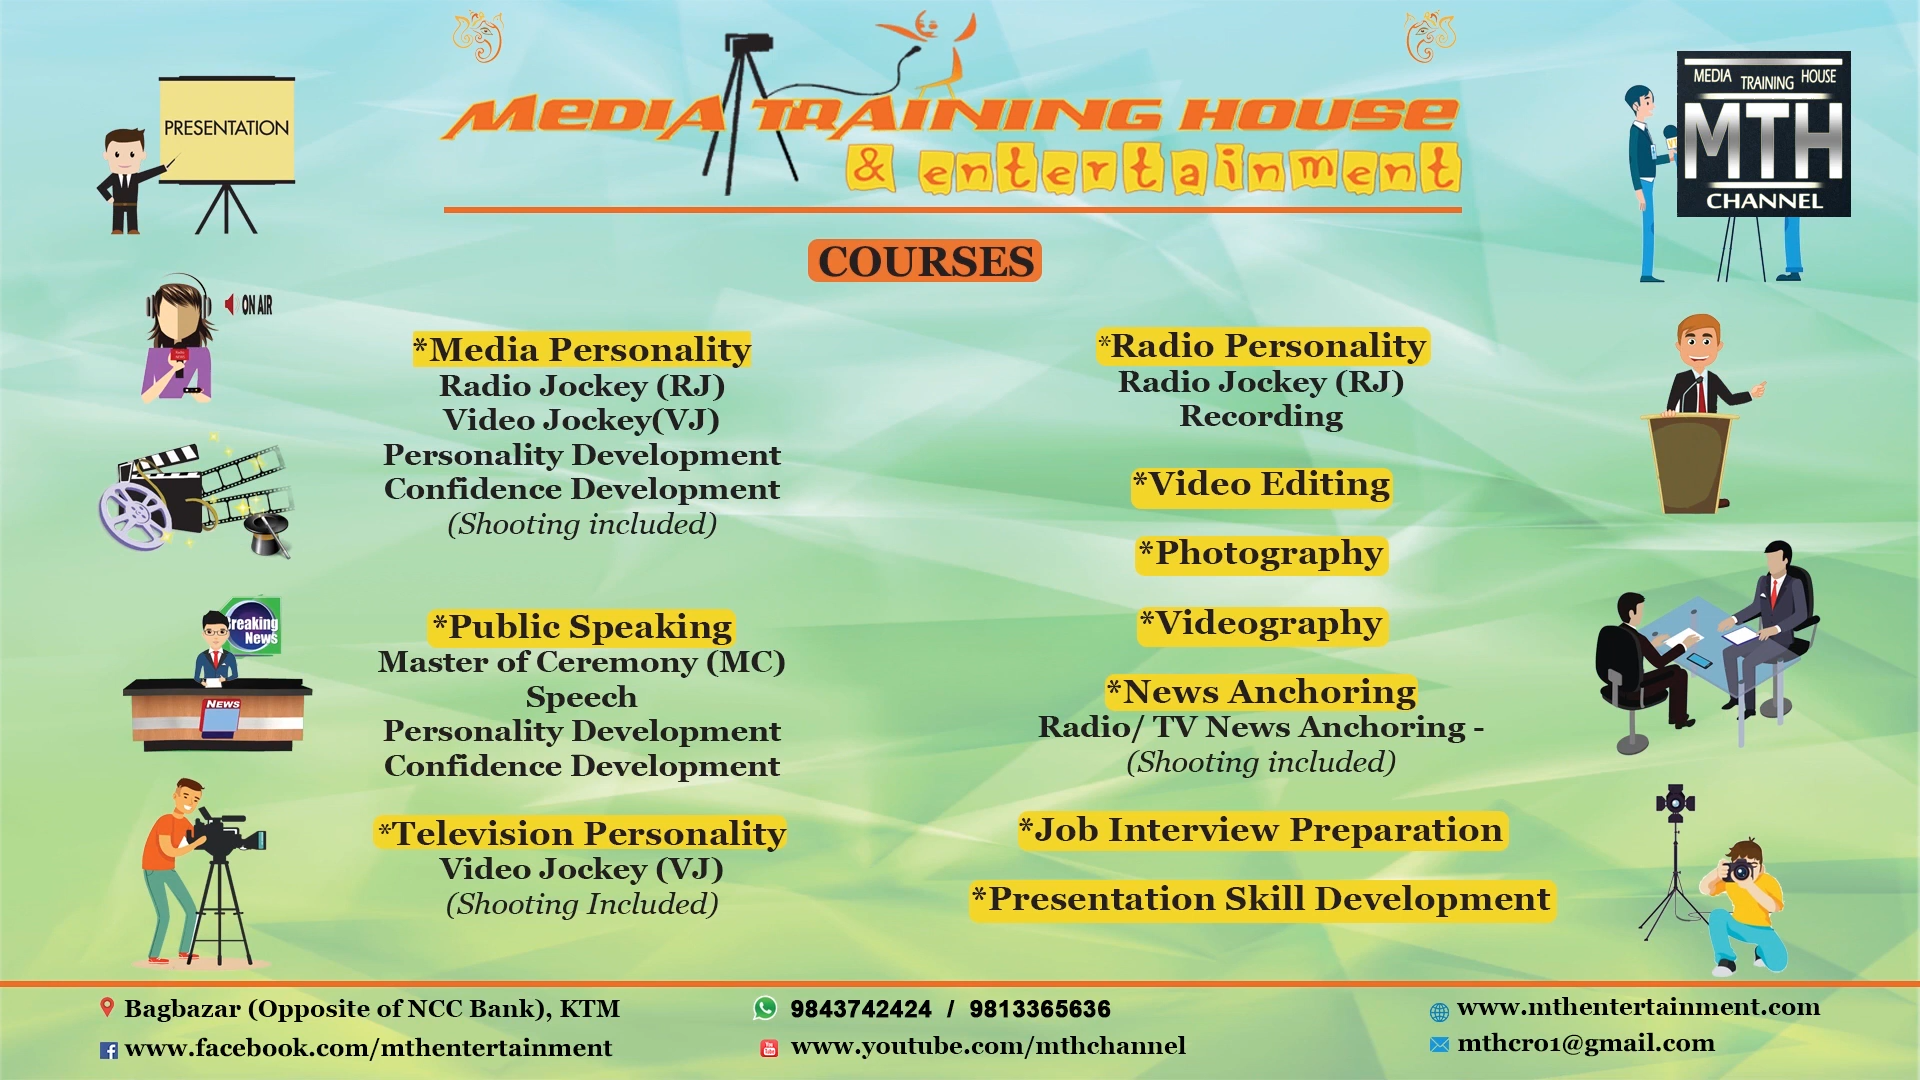 MEDIA TRAINING HOUSE
& entertainment
MEDIA TRAINING HOUSE
MTH
CHANNEL
PRESENTATION
COURSES
ON AIR
Radio
NEWS
*Media Personality
Radio Jockey (RJ)
Video Jockey(VJ)
Personality Development
Confidence Development
(Shooting included)
reaking
News
NEWS
*Public Speaking
Master of Ceremony (MC)
Speech
Personality Development
Confidence Development
*Television Personality
Video Jockey (VJ)
(Shooting Included)
*Radio Personality
Radio Jockey (RJ)
Recording
*Video Editing
*Photography
*Videography
*News Anchoring
Radio/ TV News Anchoring -
(Shooting included)
*Job Interview Preparation
*Presentation Skill Development
Bagbazar (Opposite of NCC Bank), KTM
www.facebook.com/mthentertainment
9843742424 / 9813365636
www.youtube.com/mthchannel
www.mthentertainment.com
mthcro1@gmail.com